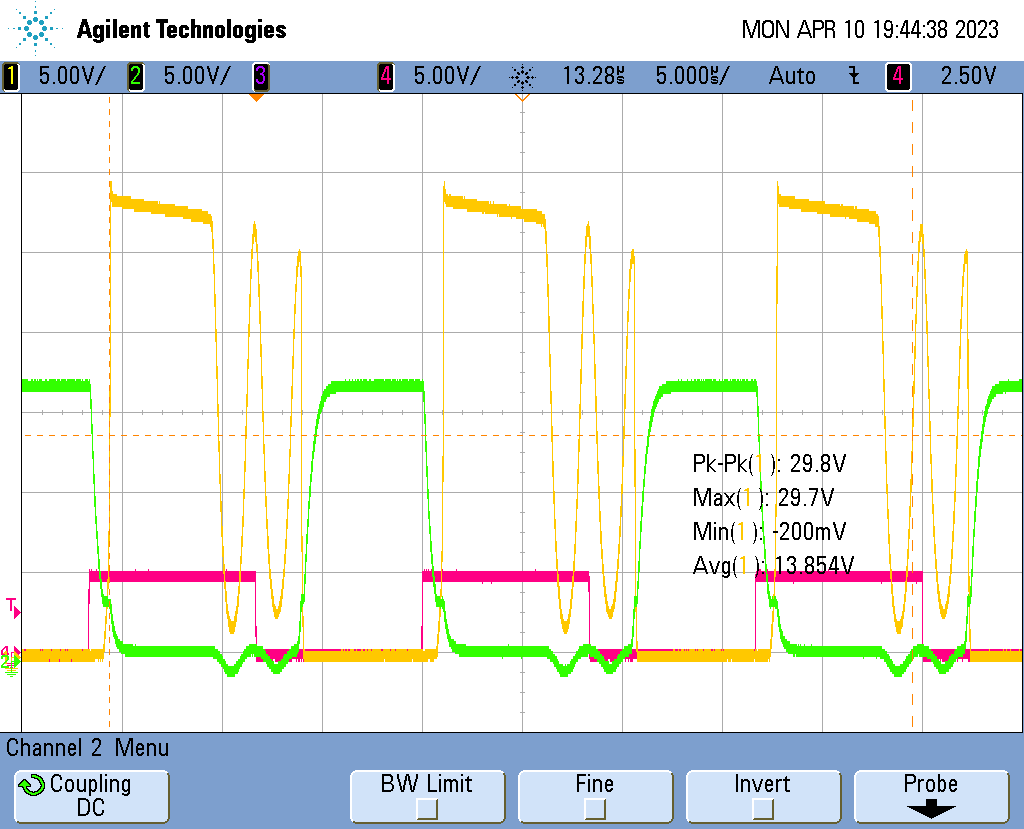 Agilent Technologies
MON APR 10 19:44:38 2023
1 5.00V/ 2 5.00V/ 3 4 5.00V/ 13.28µs 5.000µs/ Auto 4 2.50V
Pk-Pk(1): 29.8V
Max(1): 29.7V
Min(1): -200mV
Avg(1): 13.854V
T
4
2
Channel 2 Menu
Coupling
DC
BW Limit
Fine
Invert
Probe